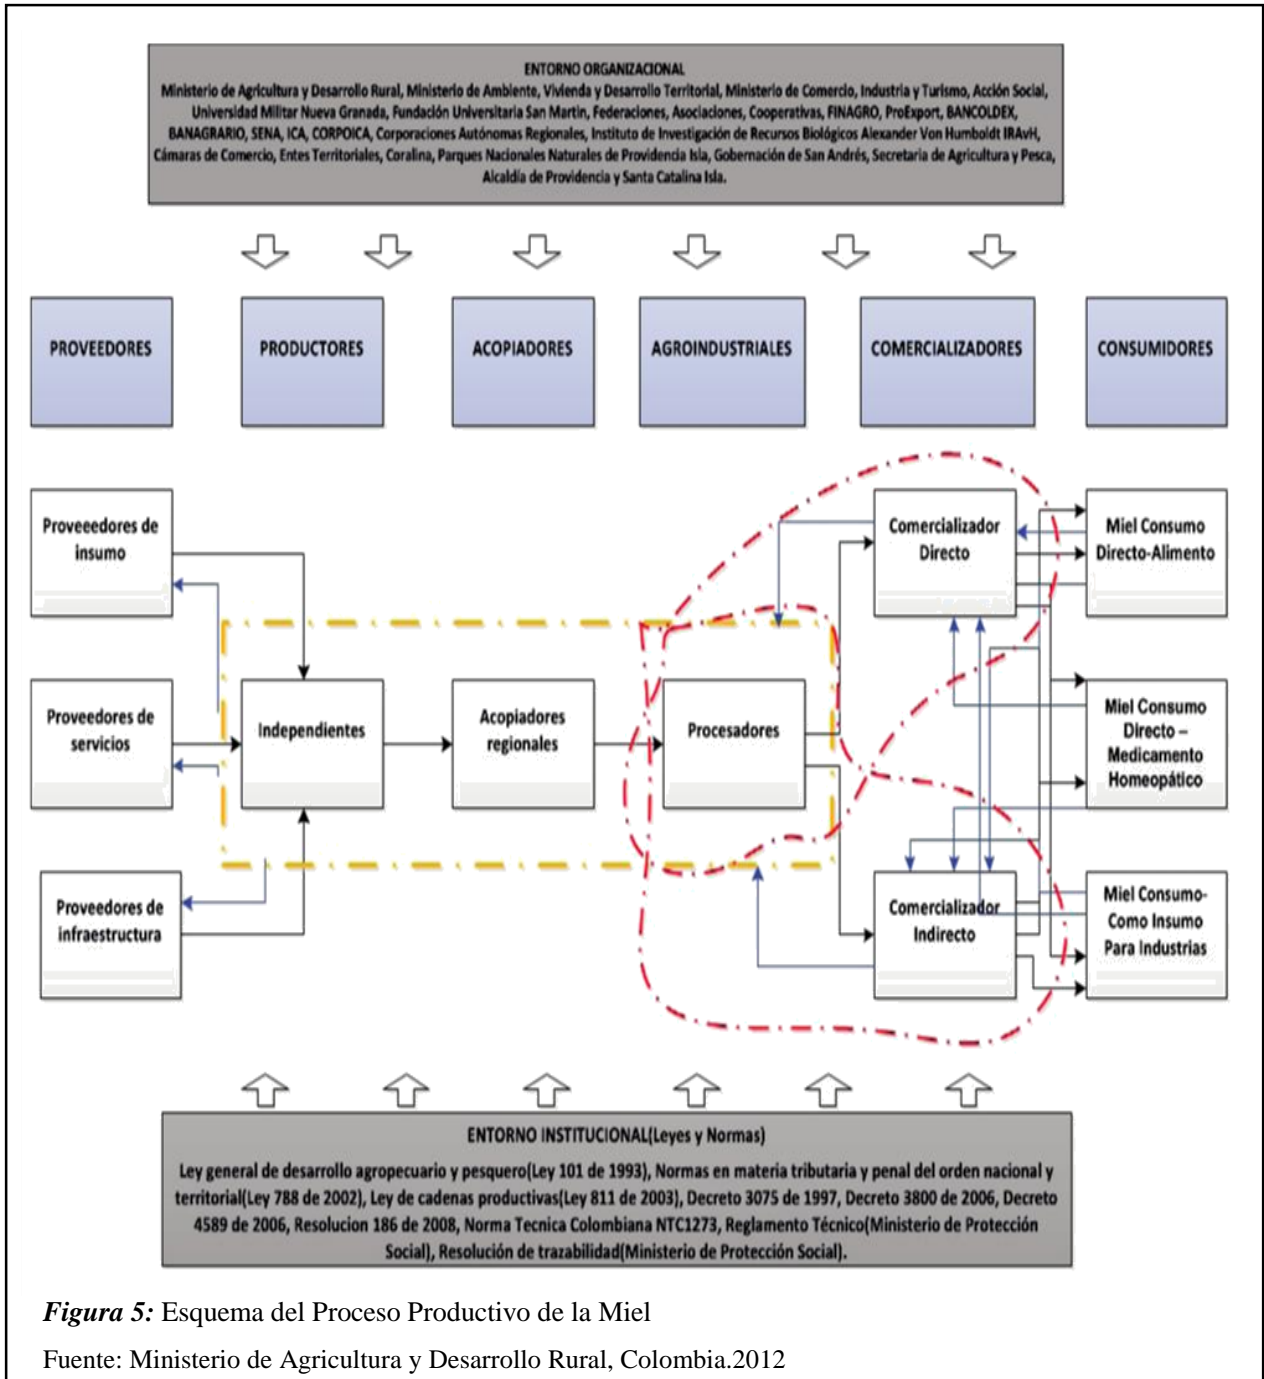 ENTORNO ORGANIZACIONAL
Ministerio de Agricultura y Desarrollo Rural, Ministerio de Ambiente, Vivienda y Desarrollo Territorial, Ministerio de Comercio, Industria y Turismo, Acción Social,
Universidad Militar Nueva Granada, Fundación Universitaria San Martin, Federaciones, Asociaciones, Cooperativas, FINAGRO, ProExport, BANCOLDEX,
BANAGRARIO, SENA, ICA, CORPOICA, Corporaciones Autónomas Regionales, Instituto de Investigación de Recursos Biológicos Alexander Von Humboldt IRAvH,
Cámaras de Comercio, Entes Territoriales, Coralina, Parques Nacionales Naturales de Providencia Isla, Gobernación de San Andrés, Secretaria de Agricultura y Pesca,
Alcaldía de Providencia y Santa Catalina Isla.
PROVEEDORES
PRODUCTORES
ACOPIADORES
AGROINDUSTRIALES
COMERCIALIZADORES
CONSUMIDORES
Proveeedores de
insumo
Comercializador
Directo
Miel Consumo
Directo-Alimento
Proveedores de
servicios
Independientes
Acopiadores
regionales
Procesadores
Miel Consumo
Directo –
Medicamento
Homeopático
Proveedores de
infraestructura
Comercializador
Indirecto
Miel Consumo-
Como Insumo
Para Industrias
ENTORNO INSTITUCIONAL(Leyes y Normas)
Ley general de desarrollo agropecuario y pesquero(Ley 101 de 1993), Normas en materia tributaria y penal del orden nacional y
territorial(Ley 788 de 2002), Ley de cadenas productivas(Ley 811 de 2003), Decreto 3075 de 1997, Decreto 3800 de 2006, Decreto
4589 de 2006, Resolucion 186 de 2008, Norma Tecnica Colombiana NTC1273, Reglamento Técnico(Ministerio de Protección
Social), Resolución de trazabilidad(Ministerio de Protección Social).
Figura 5: Esquema del Proceso Productivo de la Miel
Fuente: Ministerio de Agricultura y Desarrollo Rural, Colombia.2012